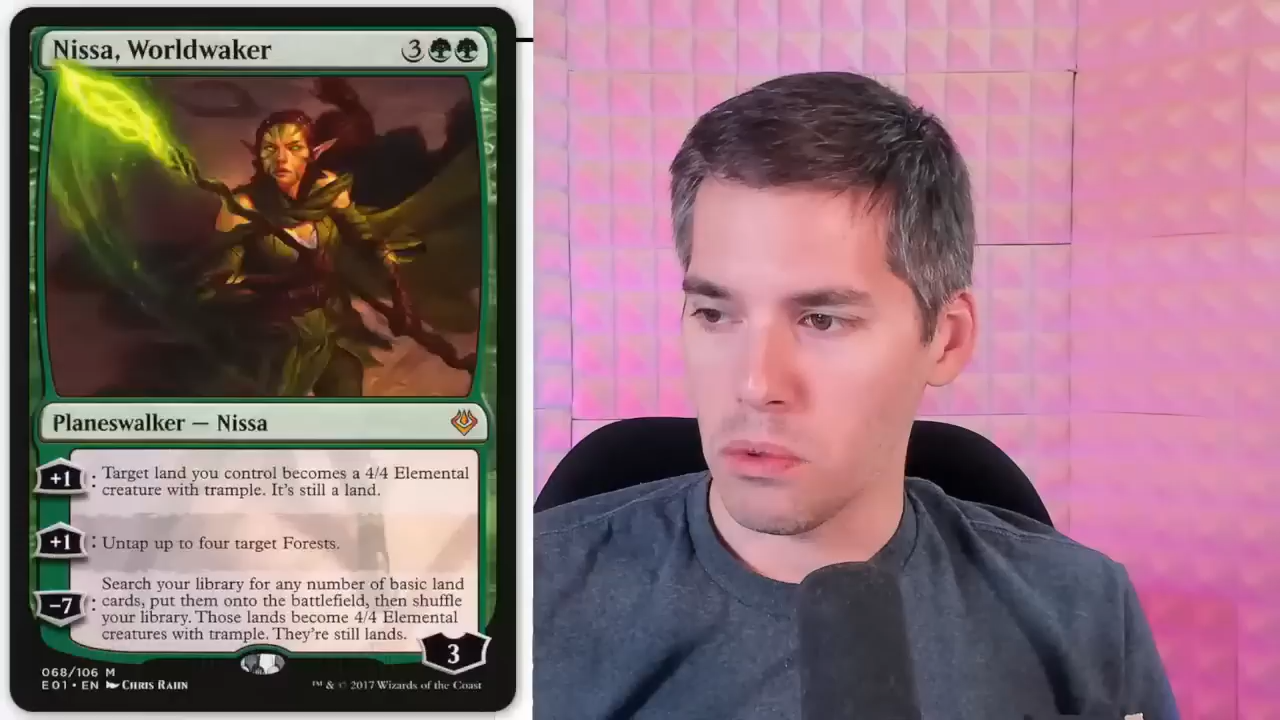 Nissa, Worldwaker 3
Planeswalker — Nissa
+1 : Target land you control becomes a 4/4 Elemental
creature with trample. It's still a land.
+1 : Untap up to four target Forests.
Search your library for any number of basic land
-7 : cards, put them onto the battlefield, then shuffle
your library. Those lands become 4/4 Elemental
creatures with trample. They're still lands.
3
068/106 M
E01 • EN Chris Rahn ™ & © 2017 Wizards of the Coast